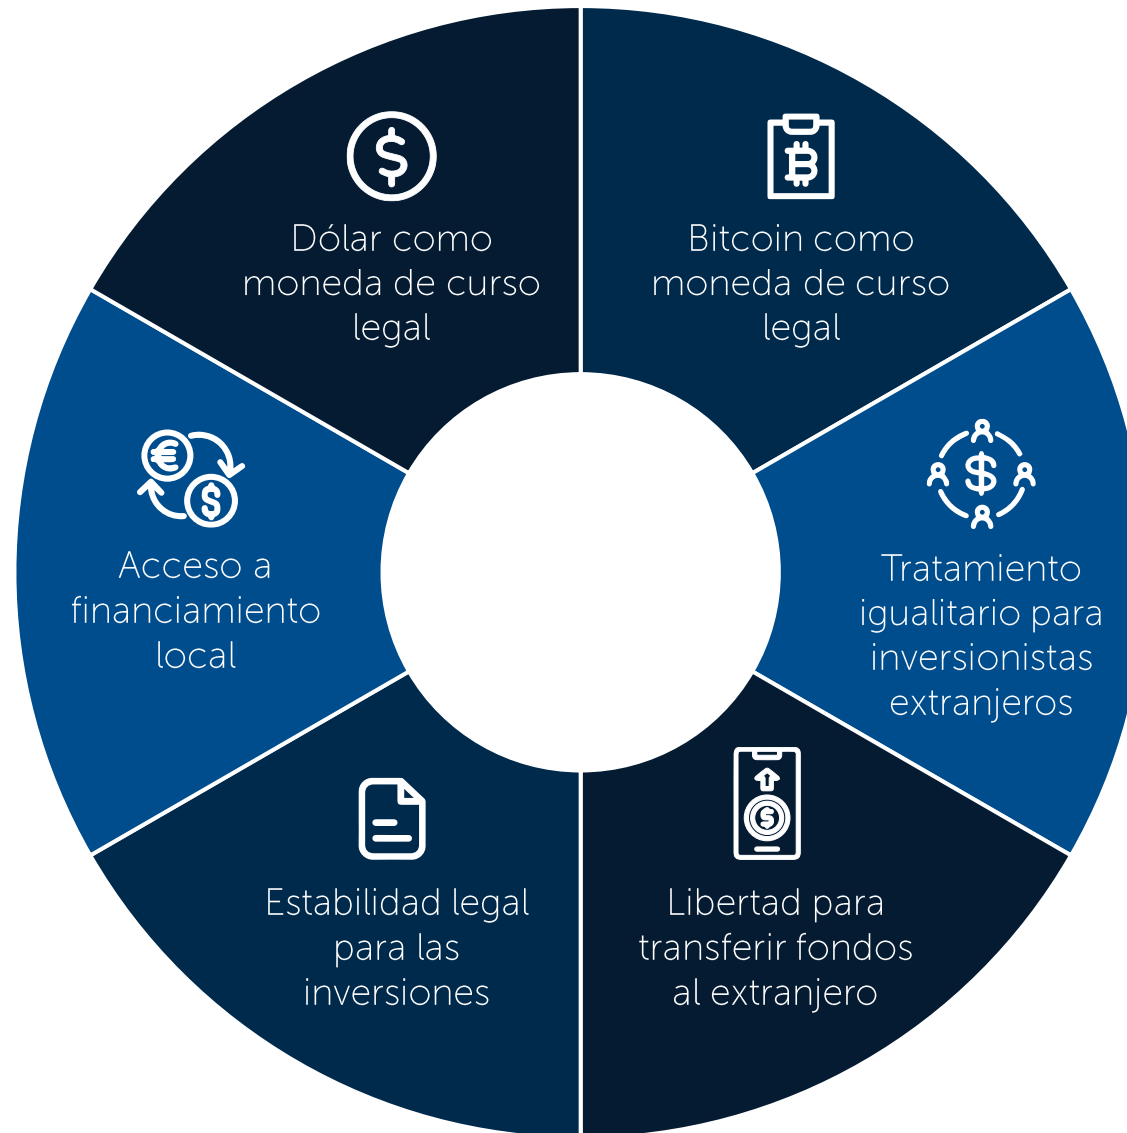 Dólar como
moneda de curso
legal
Bitcoin como
moneda de curso
legal
Acceso a
financiamiento
local
Tratamiento
igualitario para
inversionistas
extranjeros
Estabilidad legal
para las
inversiones
Libertad para
transferir fondos
al extranjero